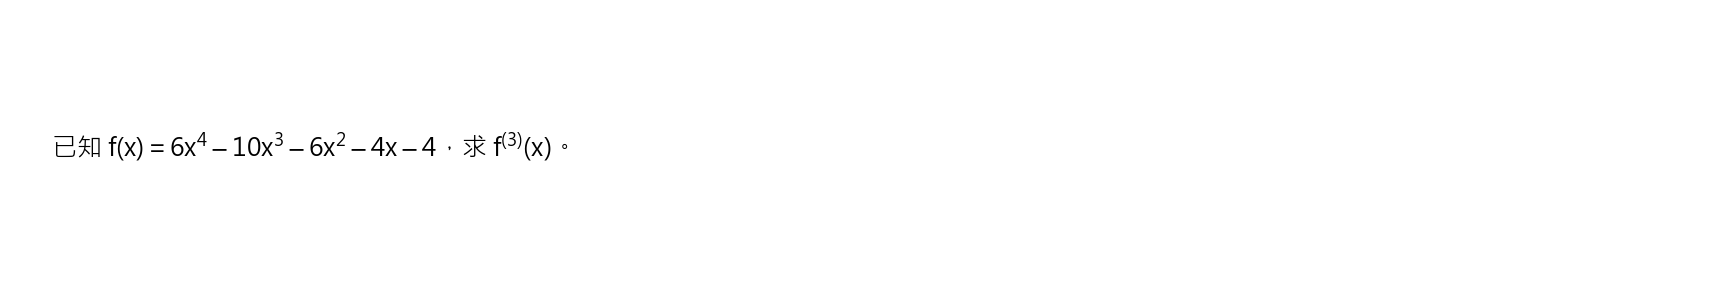 已知 f(x) = 6x⁴ – 10x³ – 6x² – 4x – 4，求 f⁽³⁾(x)。